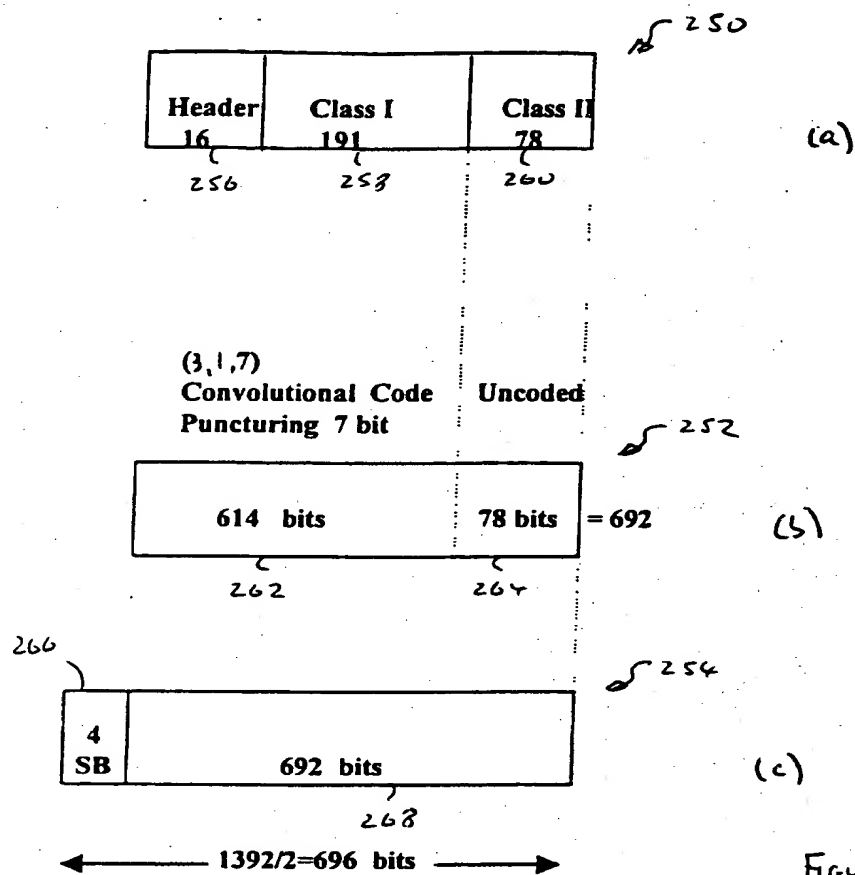 250
Header Class I Class II
16 191 78
256 258 260
(a)
(3,1,7)
Convolutional Code Uncoded
Puncturing 7 bit
252
614 bits 78 bits = 692
(b)
262 264
266
254
4
SB 692 bits
(c)
268
1392/2=696 bits